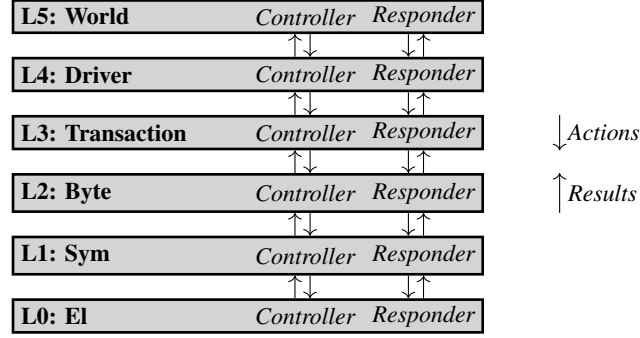 L5: World Controller Responder
L4: Driver Controller Responder
L3: Transaction Controller Responder
Actions
L2: Byte Controller Responder
Results
L1: Sym Controller Responder
L0: El Controller Responder